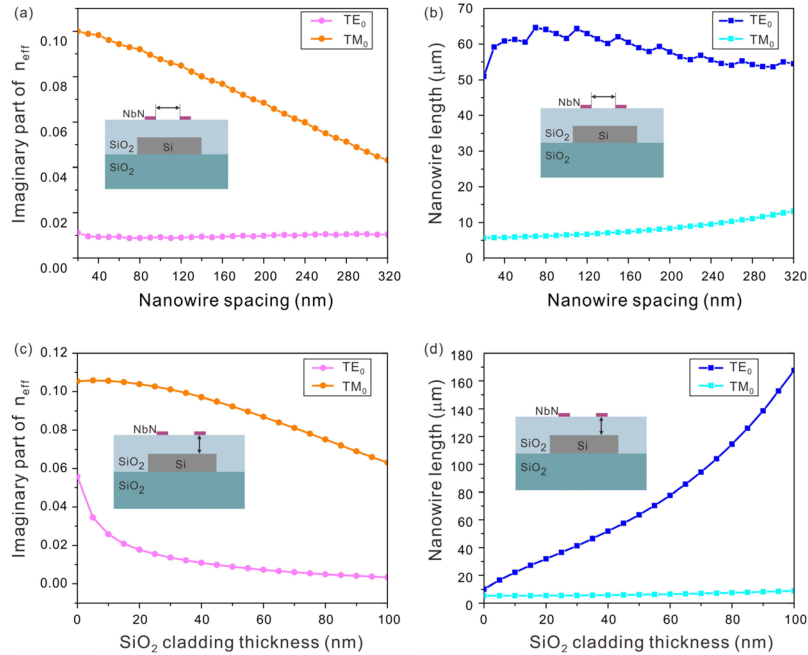 (a)
Imaginary part of n_eff
0.10
0.08
0.06
0.04
0.02
0.00
40
80
120
160
200
240
280
320
Nanowire spacing (nm)
TE₀
TM₀
NbN
SiO₂
Si
SiO₂
(b)
Nanowire length (μm)
70
60
50
40
30
20
10
0
40
80
120
160
200
240
280
320
Nanowire spacing (nm)
TE₀
TM₀
NbN
SiO₂
Si
SiO₂
(c)
Imaginary part of n_eff
0.12
0.10
0.08
0.06
0.04
0.02
0.00
0
20
40
60
80
100
SiO₂ cladding thickness (nm)
TE₀
TM₀
NbN
SiO₂
Si
SiO₂
(d)
Nanowire length (μm)
180
160
140
120
100
80
60
40
20
0
0
20
40
60
80
100
SiO₂ cladding thickness (nm)
TE₀
TM₀
NbN
SiO₂
Si
SiO₂